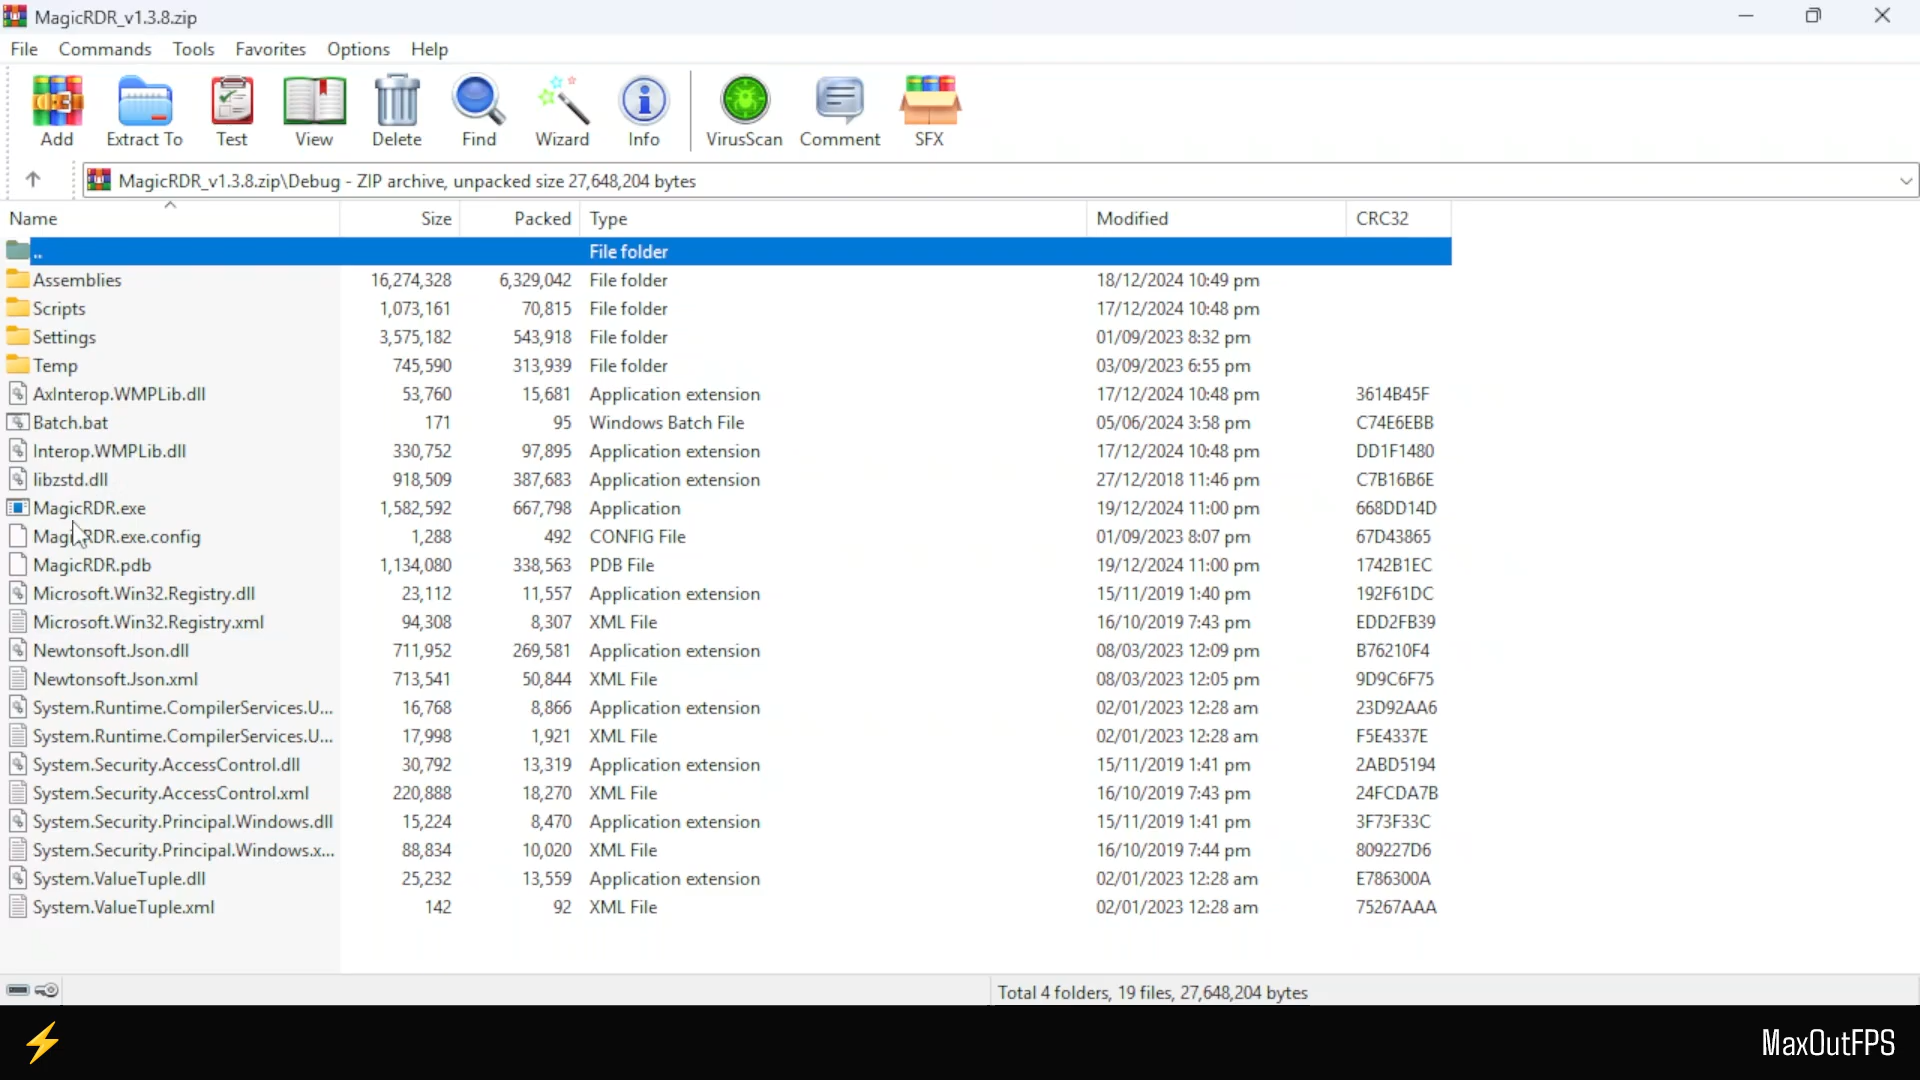 MagicRDR_v1.3.8.zip
File Commands Tools Favorites Options Help
Add Extract To Test View Delete Find Wizard Info VirusScan Comment SFX
MagicRDR_v1.3.8.zip\Debug - ZIP archive, unpacked size 27,648,204 bytes
Name Size Packed Type Modified CRC32
.. File folder
Assemblies 16,274,328 6,329,042 File folder 18/12/2024 10:49 pm
Scripts 1,073,161 70,815 File folder 17/12/2024 10:48 pm
Settings 3,575,182 543,918 File folder 01/09/2023 8:32 pm
Temp 745,590 313,939 File folder 03/09/2023 6:55 pm
AxInterop.WMPLib.dll 53,760 15,681 Application extension 17/12/2024 10:48 pm 3614B45F
Batch.bat 171 95 Windows Batch File 05/06/2024 3:58 pm C74E6EBB
Interop.WMPLib.dll 330,752 97,895 Application extension 17/12/2024 10:48 pm DD1F1480
libzstd.dll 918,509 387,683 Application extension 27/12/2018 11:46 pm C7B16B6E
MagicRDR.exe 1,582,592 667,798 Application 19/12/2024 11:00 pm 668DD14D
MagicRDR.exe.config 1,288 492 CONFIG File 01/09/2023 8:07 pm 67D43865
MagicRDR.pdb 1,134,080 338,563 PDB File 19/12/2024 11:00 pm 1742B1EC
Microsoft.Win32.Registry.dll 23,112 11,557 Application extension 15/11/2019 1:40 pm 192F61DC
Microsoft.Win32.Registry.xml 94,308 8,307 XML File 16/10/2019 7:43 pm EDD2FB39
Newtonsoft.Json.dll 711,952 269,581 Application extension 08/03/2023 12:09 pm B76210F4
Newtonsoft.Json.xml 713,541 50,844 XML File 08/03/2023 12:05 pm 9D9C6F75
System.Runtime.CompilerServices.U... 16,768 8,866 Application extension 02/01/2023 12:28 am 23D92AA6
System.Runtime.CompilerServices.U... 17,998 1,921 XML File 02/01/2023 12:28 am F5E4337E
System.Security.AccessControl.dll 30,792 13,319 Application extension 15/11/2019 1:41 pm 2ABD5194
System.Security.AccessControl.xml 220,888 18,270 XML File 16/10/2019 7:43 pm 24FCDA7B
System.Security.Principal.Windows.dll 15,224 8,470 Application extension 15/11/2019 1:41 pm 3F73F33C
System.Security.Principal.Windows.x... 88,834 10,020 XML File 16/10/2019 7:44 pm 809227D6
System.ValueTuple.dll 25,232 13,559 Application extension 02/01/2023 12:28 am E786300A
System.ValueTuple.xml 142 92 XML File 02/01/2023 12:28 am 75267AAA
Total 4 folders, 19 files, 27,648,204 bytes
MaxOutFPS